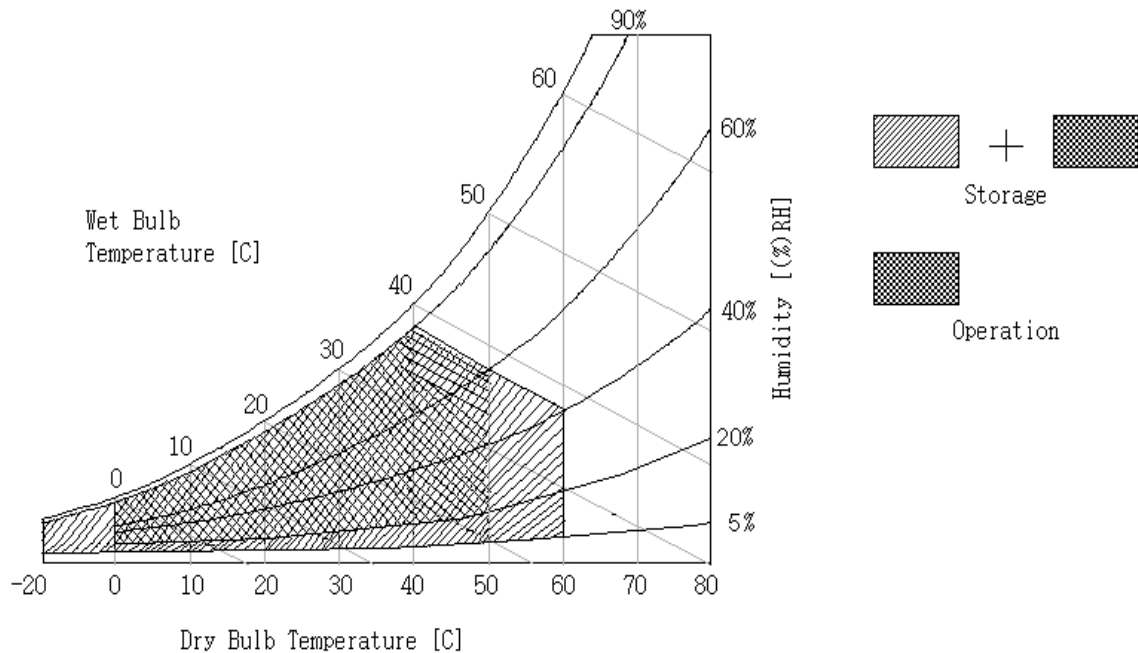 90%
60
60%
50
Storage
Wet Bulb
Temperature [C]
Humidity [(%)RH]
40
40%
Operation
30
20
20%
10
0
5%
-20 0 10 20 30 40 50 60 70 80
Dry Bulb Temperature [C]